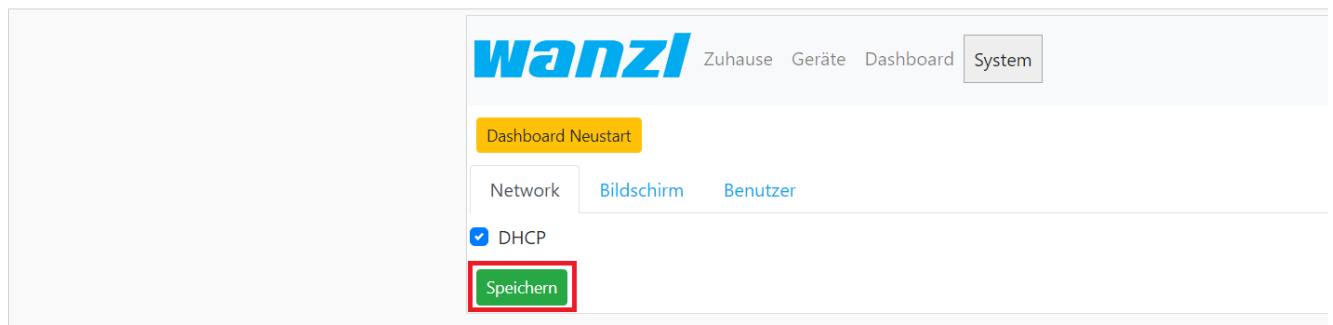 wanzl Zuhause Geräte Dashboard System
Dashboard Neustart
Network Bildschirm Benutzer
DHCP
Speichern